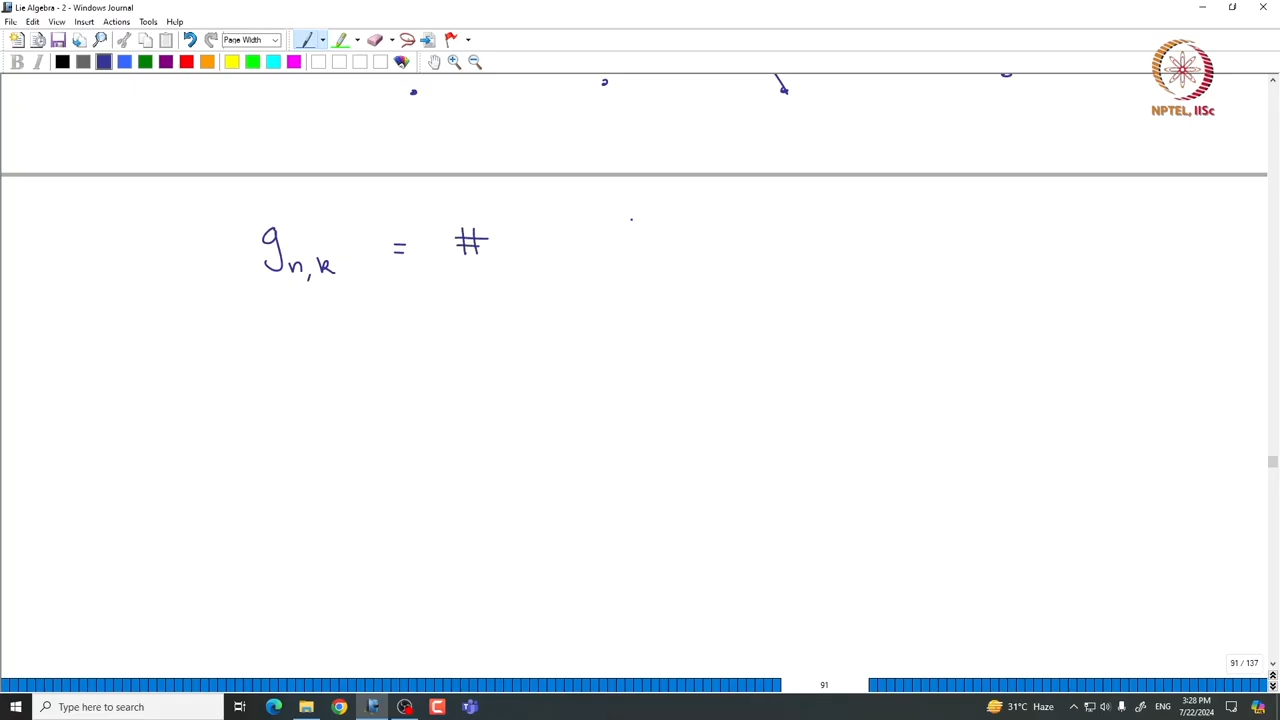 Lie Algebra - 2 - Windows Journal
File Edit View Insert Actions Tools Help
Page Width
B I
NPTEL, IISc
g_{n,k} = #
91 / 137
91
Type here to search
31°C Haze
3:28 PM
7/22/2024